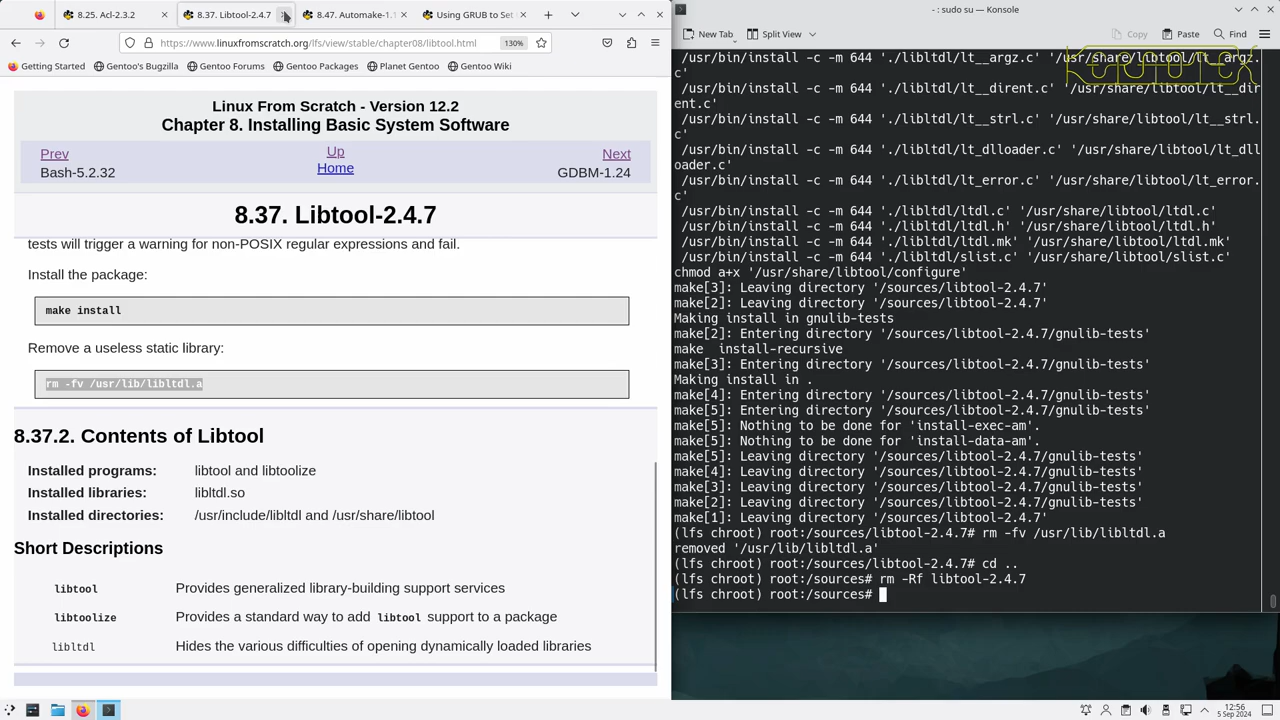 8.25. Acl-2.3.2
8.37. Libtool-2.4.7
8.47. Automake-1.1
Using GRUB to Set
https://www.linuxfromscratch.org/lfs/view/stable/chapter08/libtool.html
130%
Getting Started
Gentoo's Bugzilla
Gentoo Forums
Gentoo Packages
Planet Gentoo
Gentoo Wiki
Linux From Scratch - Version 12.2
Chapter 8. Installing Basic System Software
Prev
Up
Next
Bash-5.2.32
Home
GDBM-1.24
8.37. Libtool-2.4.7
tests will trigger a warning for non-POSIX regular expressions and fail.
Install the package:
make install
Remove a useless static library:
rm -fv /usr/lib/libltdl.a
8.37.2. Contents of Libtool
Installed programs: libtool and libtoolize
Installed libraries: libltdl.so
Installed directories: /usr/include/libltdl and /usr/share/libtool
Short Descriptions
libtool Provides generalized library-building support services
libtoolize Provides a standard way to add libtool support to a package
libltdl Hides the various difficulties of opening dynamically loaded libraries
- : sudo su — Konsole
New Tab
Split View
Copy
Paste
Find
/usr/bin/install -c -m 644 './libltdl/lt__argz.c' '/usr/share/libtool/lt__argz.
c'
/usr/bin/install -c -m 644 './libltdl/lt__dirent.c' '/usr/share/libtool/lt__dir
ent.c'
/usr/bin/install -c -m 644 './libltdl/lt__strl.c' '/usr/share/libtool/lt__strl.
c'
/usr/bin/install -c -m 644 './libltdl/lt_dlloader.c' '/usr/share/libtool/lt_dll
oader.c'
/usr/bin/install -c -m 644 './libltdl/lt_error.c' '/usr/share/libtool/lt_error.
c'
/usr/bin/install -c -m 644 './libltdl/ltdl.c' '/usr/share/libtool/ltdl.c'
/usr/bin/install -c -m 644 './libltdl/ltdl.h' '/usr/share/libtool/ltdl.h'
/usr/bin/install -c -m 644 './libltdl/ltdl.mk' '/usr/share/libtool/ltdl.mk'
/usr/bin/install -c -m 644 './libltdl/slist.c' '/usr/share/libtool/slist.c'
chmod a+x '/usr/share/libtool/configure'
make[3]: Leaving directory '/sources/libtool-2.4.7'
make[2]: Leaving directory '/sources/libtool-2.4.7'
Making install in gnulib-tests
make[2]: Entering directory '/sources/libtool-2.4.7/gnulib-tests'
make  install-recursive
make[3]: Entering directory '/sources/libtool-2.4.7/gnulib-tests'
Making install in .
make[4]: Entering directory '/sources/libtool-2.4.7/gnulib-tests'
make[5]: Entering directory '/sources/libtool-2.4.7/gnulib-tests'
make[5]: Nothing to be done for 'install-exec-am'.
make[5]: Nothing to be done for 'install-data-am'.
make[5]: Leaving directory '/sources/libtool-2.4.7/gnulib-tests'
make[4]: Leaving directory '/sources/libtool-2.4.7/gnulib-tests'
make[3]: Leaving directory '/sources/libtool-2.4.7/gnulib-tests'
make[2]: Leaving directory '/sources/libtool-2.4.7/gnulib-tests'
make[1]: Leaving directory '/sources/libtool-2.4.7'
(lfs chroot) root:/sources/libtool-2.4.7# rm -fv /usr/lib/libltdl.a
removed '/usr/lib/libltdl.a'
(lfs chroot) root:/sources/libtool-2.4.7# cd ..
(lfs chroot) root:/sources# rm -Rf libtool-2.4.7
(lfs chroot) root:/sources#
12:56
5 Sep 2024